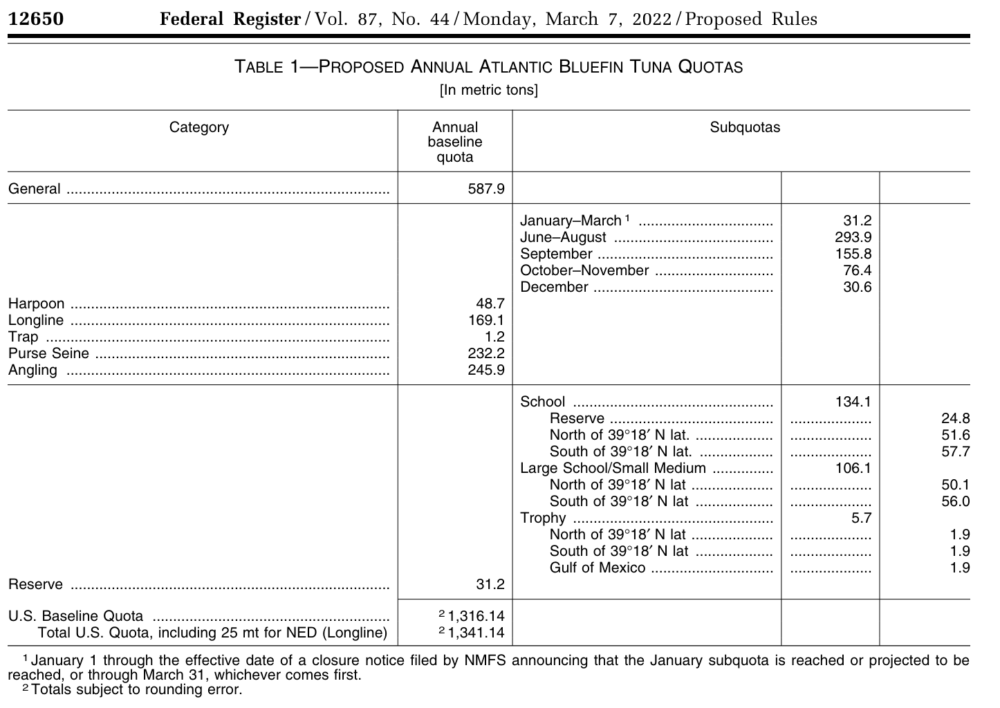 12650 Federal Register / Vol. 87, No. 44 / Monday, March 7, 2022 / Proposed Rules
TABLE 1—PROPOSED ANNUAL ATLANTIC BLUEFIN TUNA QUOTAS
[In metric tons]
Category
Annual
baseline
quota
Subquotas
General ............................................................................... 587.9
January–March 1 ................................. 31.2
June–August ....................................... 293.9
September ........................................... 155.8
October–November ............................. 76.4
December ............................................ 30.6
Harpoon .............................................................................. 48.7
Longline .............................................................................. 169.1
Trap .................................................................................... 1.2
Purse Seine ........................................................................ 232.2
Angling ............................................................................... 245.9
School ................................................. 134.1
Reserve ........................................ .................... 24.8
North of 39°18′ N lat. ................... .................... 51.6
South of 39°18′ N lat. .................. .................... 57.7
Large School/Small Medium ............... 106.1
North of 39°18′ N lat .................... .................... 50.1
South of 39°18′ N lat ................... .................... 56.0
Trophy ................................................. 5.7
North of 39°18′ N lat .................... .................... 1.9
South of 39°18′ N lat ................... .................... 1.9
Gulf of Mexico .............................. .................... 1.9
Reserve .............................................................................. 31.2
U.S. Baseline Quota .......................................................... 2 1,316.14
Total U.S. Quota, including 25 mt for NED (Longline) 2 1,341.14
1 January 1 through the effective date of a closure notice filed by NMFS announcing that the January subquota is reached or projected to be
reached, or through March 31, whichever comes first.
2 Totals subject to rounding error.